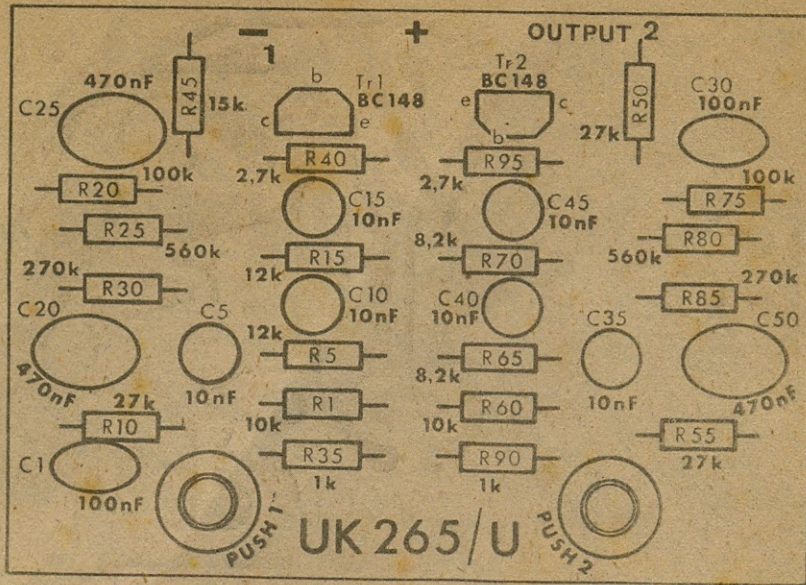 − + OUTPUT 2
1
470nF
C25
R45
15k
b
Tr1
BC148
c
e
Tr2
BC148
e
c
b
R50
27k
C30
100nF
100k
R20
R40
2,7k
R95
2,7k
100k
R75
R25
560k
C15
10nF
C45
10nF
R80
560k
270k
R30
R15
12k
8,2k
R70
270k
R85
C20
470nF
C5
10nF
C10
10nF
C40
10nF
C35
10nF
C50
470nF
12k
R5
R65
8,2k
27k
R10
10k
R1
R60
10k
R55
27k
C1
100nF
R35
1k
R90
1k
PUSH 1
UK 265/U
PUSH 2